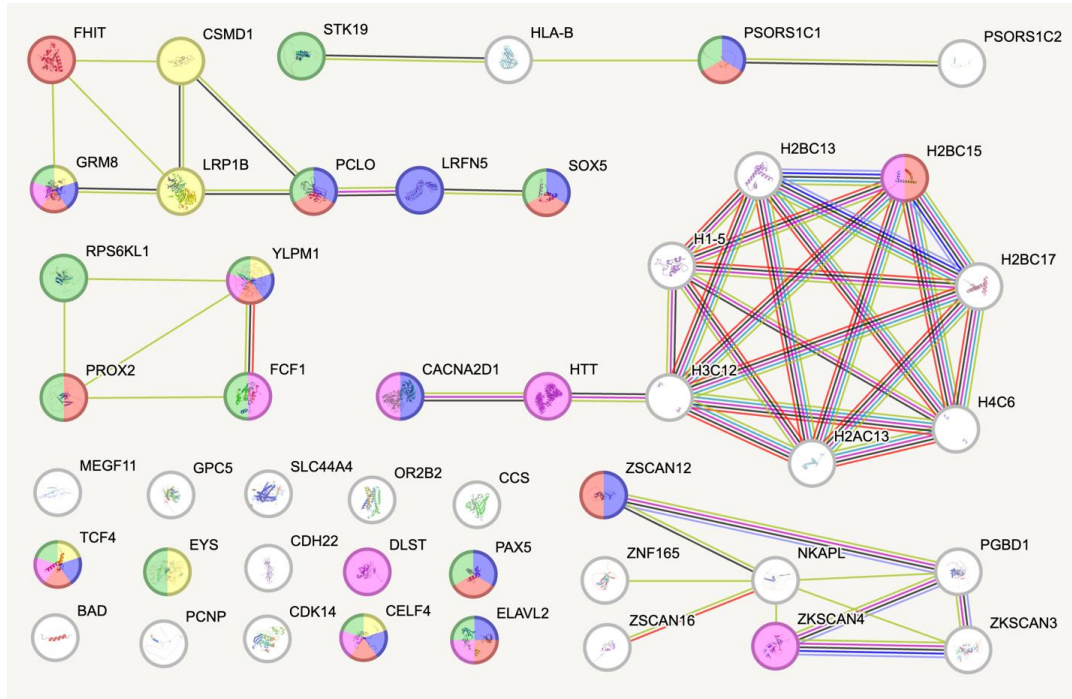 FHIT
CSMD1
STK19
HLA-B
PSORS1C1
PSORS1C2
GRM8
LRP1B
PCLO
LRFN5
SOX5
H2BC13
H2BC15
H1-5
H2BC17
RPS6KL1
YLPM1
PROX2
FCF1
CACNA2D1
HTT
H3C12
H4C6
H2AC13
MEGF11
GPC5
SLC44A4
OR2B2
CCS
ZSCAN12
TCF4
EYS
CDH22
DLST
PAX5
ZNF165
NKAPL
PGBD1
BAD
PCNP
CDK14
CELF4
ELAVL2
ZSCAN16
ZKSCAN4
ZKSCAN3